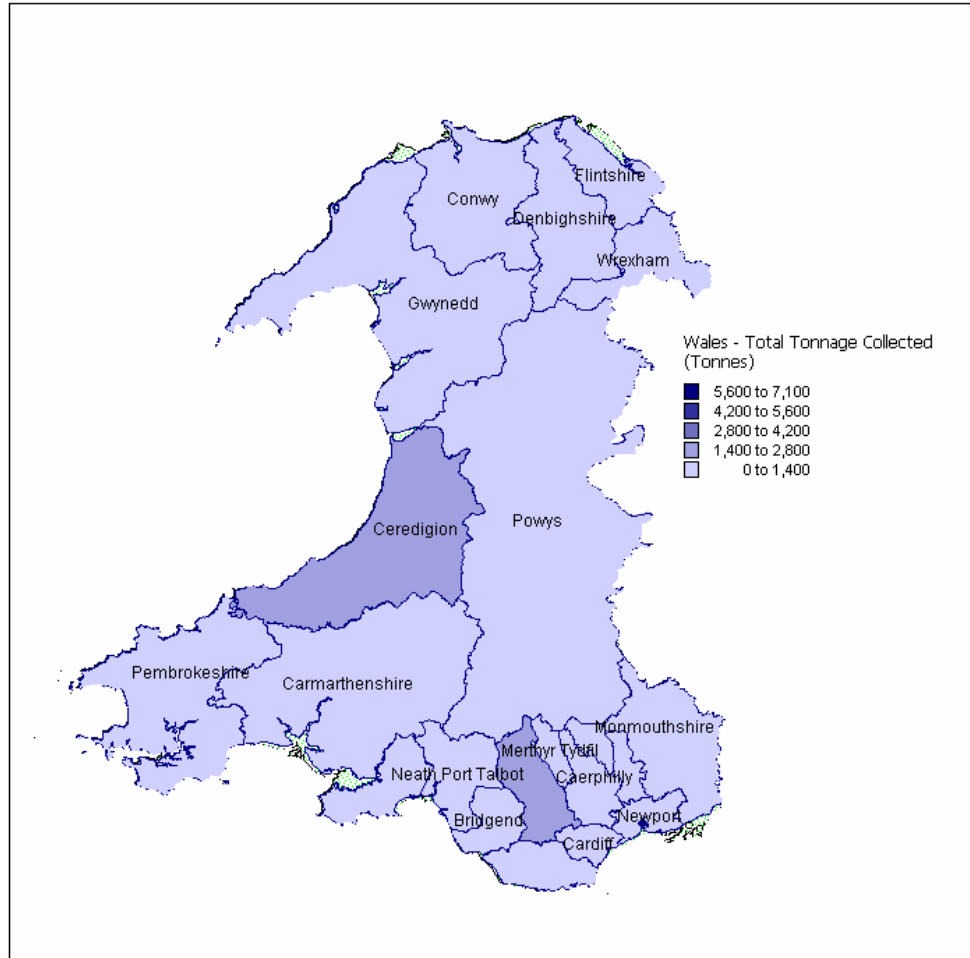 Flintshire
Conwy
Denbighshire
Wrexham
Gwynedd
Wales - Total Tonnage Collected
(Tonnes)
5,600 to 7,100
4,200 to 5,600
2,800 to 4,200
1,400 to 2,800
0 to 1,400
Ceredigion
Powys
Pembrokeshire
Carmarthenshire
Monmouthshire
Merthyr Tydfil
Neath Port Talbot
Caerphilly
Bridgend
Newport
Cardiff